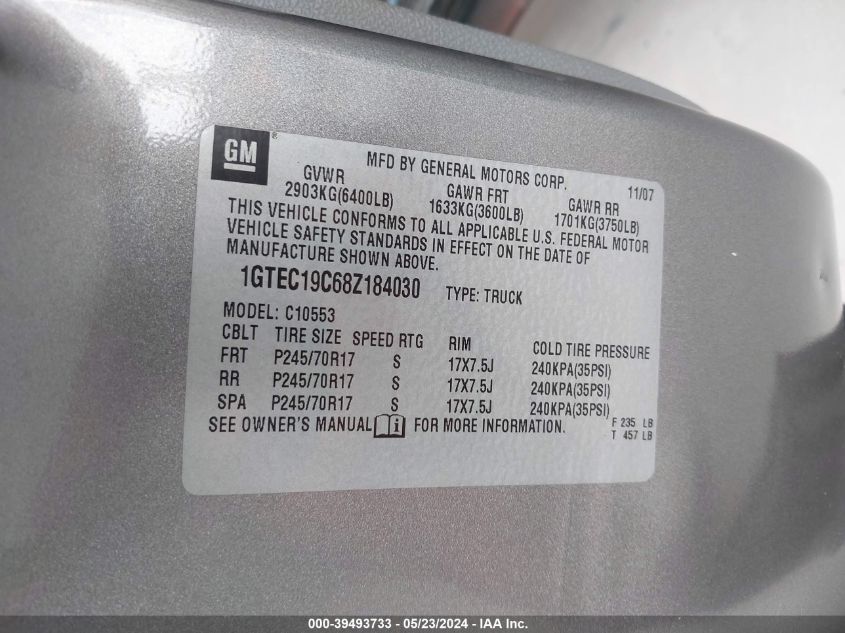 GM®
MFD BY GENERAL MOTORS CORP. 11/07
GVWR GAWR FRT GAWR RR
2903KG(6400LB) 1633KG(3600LB) 1701KG(3750LB)
THIS VEHICLE CONFORMS TO ALL APPLICABLE U.S. FEDERAL MOTOR
VEHICLE SAFETY STANDARDS IN EFFECT ON THE DATE OF
MANUFACTURE SHOWN ABOVE.
1GTEC19C68Z184030 TYPE: TRUCK
MODEL: C10553
CBLT TIRE SIZE SPEED RTG RIM COLD TIRE PRESSURE
FRT P245/70R17 S 17X7.5J 240KPA(35PSI)
RR P245/70R17 S 17X7.5J 240KPA(35PSI)
SPA P245/70R17 S 17X7.5J 240KPA(35PSI)
SEE OWNER'S MANUAL i FOR MORE INFORMATION.
F 235 LB
T 457 LB
000-39493733 - 05/23/2024 - IAA Inc.